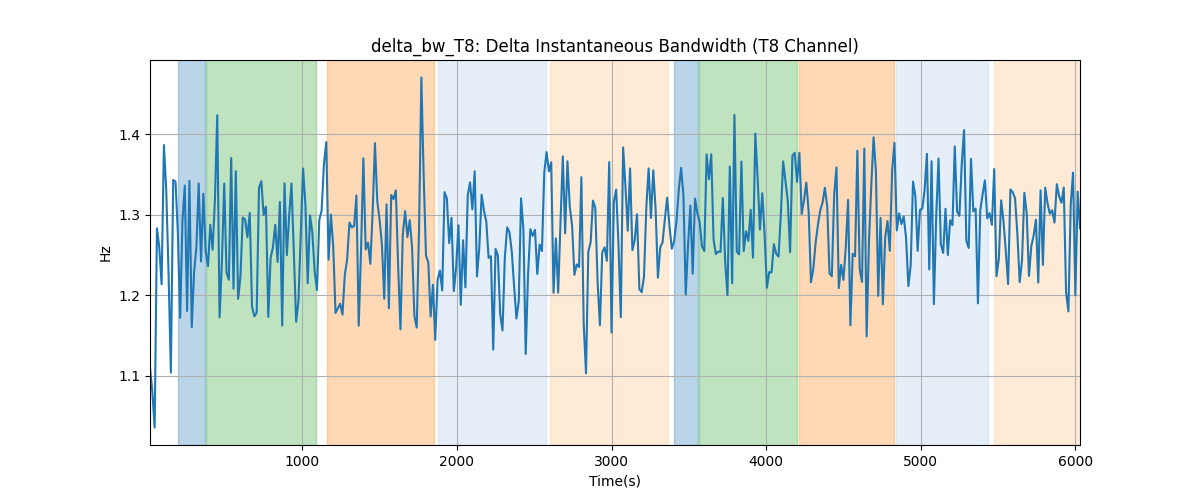 delta_bw_T8: Delta Instantaneous Bandwidth (T8 Channel)
Hz
1.4
1.3
1.2
1.1
1000 2000 3000 4000 5000 6000
Time(s)